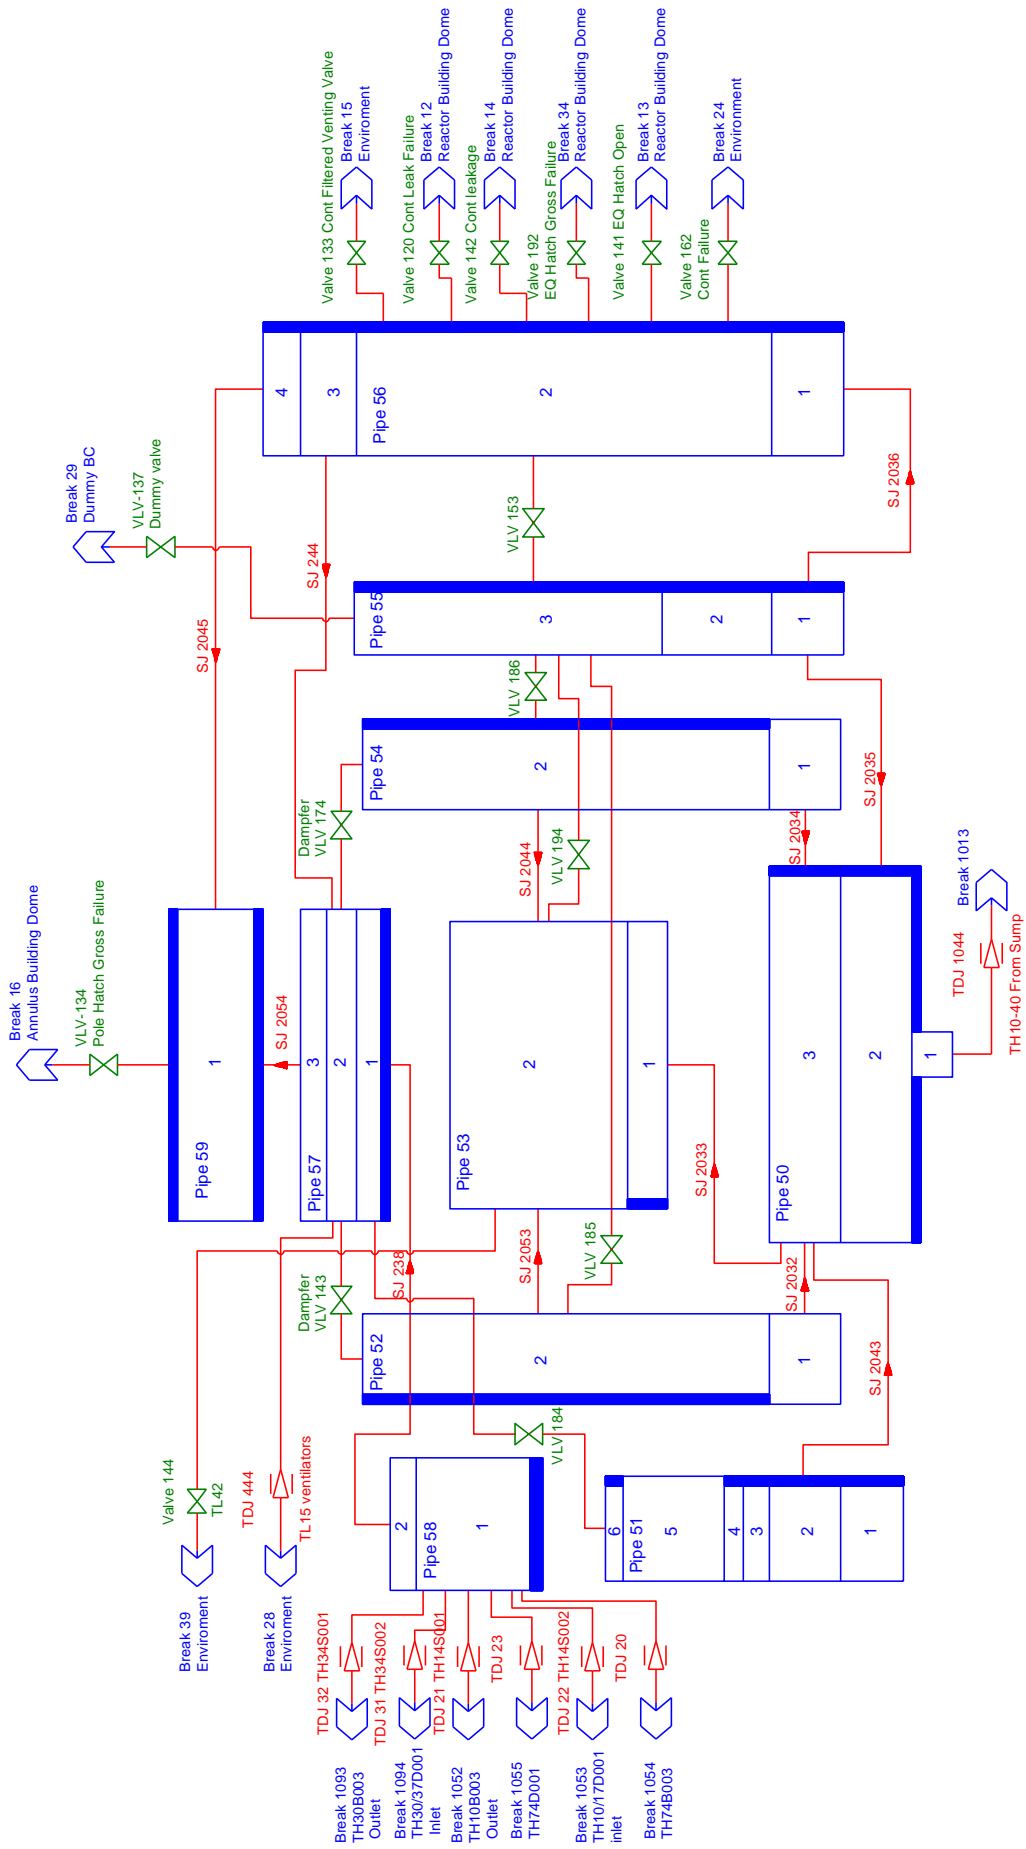 Valve 133 Cont Filtered Venting Valve
Break 15
Enviroment
Valve 120 Cont Leak Failure
Break 12
Reactor Building Dome
Valve 142 Cont leakage
Break 14
Reactor Building Dome
Valve 192
EQ Hatch Gross Failure
Break 34
Reactor Building Dome
Valve 141 EQ Hatch Open
Break 13
Reactor Building Dome
Valve 162
Cont Failure
Break 24
Environment
4
3
Pipe 56
2
1
Break 29
Dummy BC
VLV-137
Dummy valve
SJ 2045
SJ 244
VLV 153
SJ 2036
Pipe 55
3
2
1
VLV 186
Pipe 54
2
1
Dampfer
VLV 174
SJ 2044
VLV 194
SJ 2034
SJ 2035
Break 16
Annulus Building Dome
VLV-134
Pole Hatch Gross Failure
SJ 2054
Pipe 59
1
Pipe 57
3
2
1
Pipe 53
2
1
Pipe 50
3
2
1
Break 1013
TDJ 1044
TH10-40 From Sump
SJ 2033
SJ 238
SJ 2053
VLV 185
SJ 2032
Dampfer
VLV 143
Pipe 52
2
1
SJ 2043
VLV 184
Valve 144
TL42
TDJ 444
TL15 ventilators
Break 39
Enviroment
Break 28
Enviroment
2
Pipe 58
1
6
Pipe 51
5
4
3
2
1
TDJ 32 TH34S001
TDJ 31 TH34S002
TDJ 21 TH14S001
TDJ 23
TDJ 22 TH14S002
TDJ 20
Break 1093
TH30B003
Outlet
Break 1094
TH30/37D001
Inlet
Break 1052
TH10B003
Outlet
Break 1055
TH74D001
Break 1053
TH10/17D001
inlet
Break 1054
TH74B003